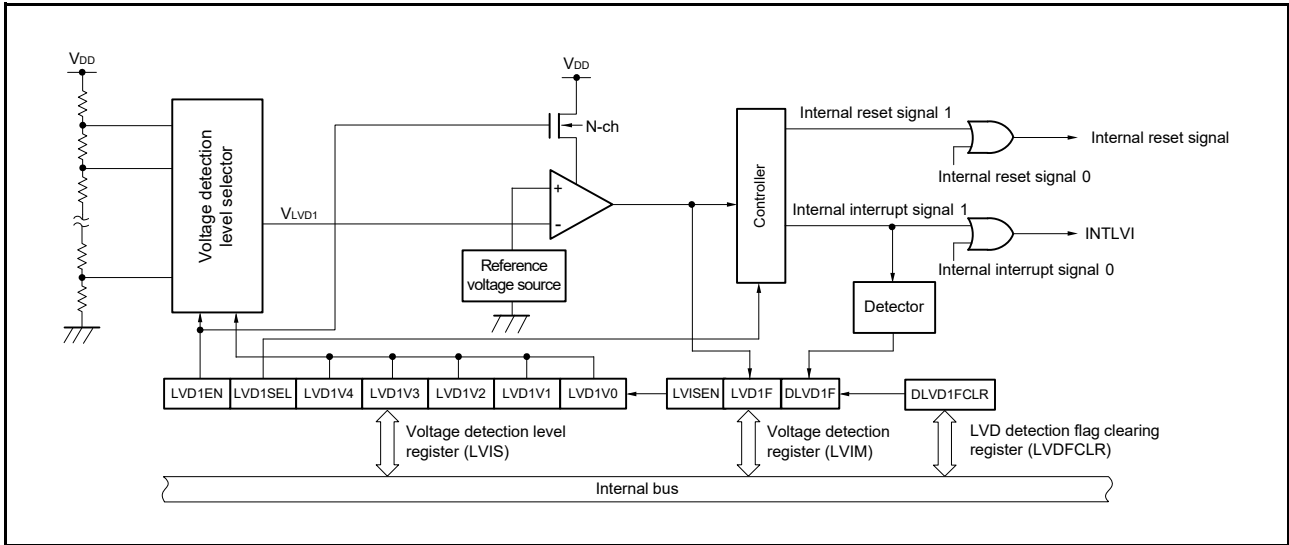 VDD
VDD
Voltage detection
level selector
N-ch
VLVD1
+
-
Reference
voltage source
Controller
Internal reset signal 1
Internal reset signal
Internal reset signal 0
Internal interrupt signal 1
INTLVI
Internal interrupt signal 0
Detector
LVD1EN
LVD1SEL
LVD1V4
LVD1V3
LVD1V2
LVD1V1
LVD1V0
LVISEN
LVD1F
DLVD1F
DLVD1FCLR
Voltage detection level
register (LVIS)
Voltage detection
register (LVIM)
LVD detection flag clearing
register (LVDFCLR)
Internal bus